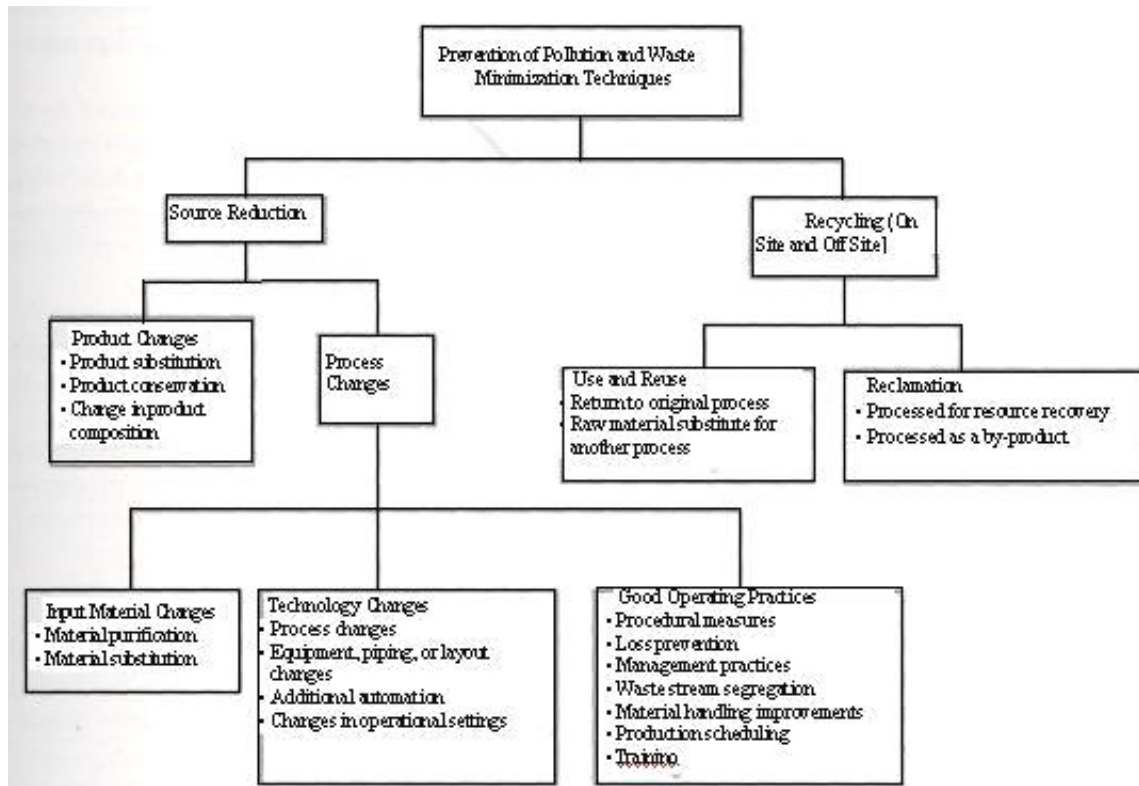 Prevention of Pollution and Waste
Minimization Techniques
Source Reduction
Recycling (On
Site and Off Site]
Product Changes
• Product substitution
• Product conservation
• Change in product
composition
Process
Changes
Use and Reuse
• Return to original process
• Raw material substitute for
another process
Reclamation
• Processed for resource recovery
• Processed as a by-product
Input Material Changes
• Material purification
• Material substitution
Technology Changes
• Process changes
• Equipment, piping, or layout
changes
• Additional automation
• Changes in operational settings
Good Operating Practices
• Procedural measures
• Loss prevention
• Management practices
• Waste stream segregation
• Material handling improvements
• Production scheduling
• Training